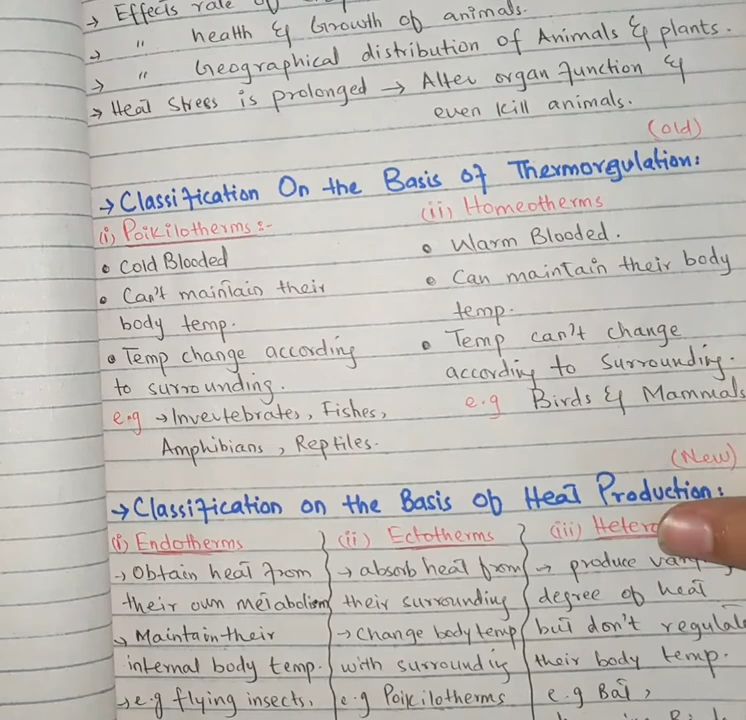 → Effects rate of
→ " health & Growth of animals.
→ " Geographical distribution of Animals & plants.
→ Heat Stress is prolonged → Alter organ function &
even kill animals.
(old)
→ Classification On the Basis of Thermoregulation:
(i) Poikilotherms :-
(ii) Homeotherms
• Cold Blooded
• Warm Blooded.
• Can't maintain their
body temp.
• Can maintain their body
temp.
• Temp change according
to surrounding.
• Temp can't change
according to surrounding.
e.g → Invertebrates, Fishes,
Amphibians, Reptiles.
e.g Birds & Mammals
(New)
→ Classification on the Basis of Heat Production:
(i) Endotherms
→ Obtain heat from
their own metabolism
→ Maintain their
internal body temp.
→ e.g flying insects,
(ii) Ectotherms
→ absorb heat from
their surrounding
→ Change body temp
with surroundig
e.g Poikilotherms
(iii) Hetero
→ produce
degree of heat
but don't regulate
their body temp.
e.g Bat,